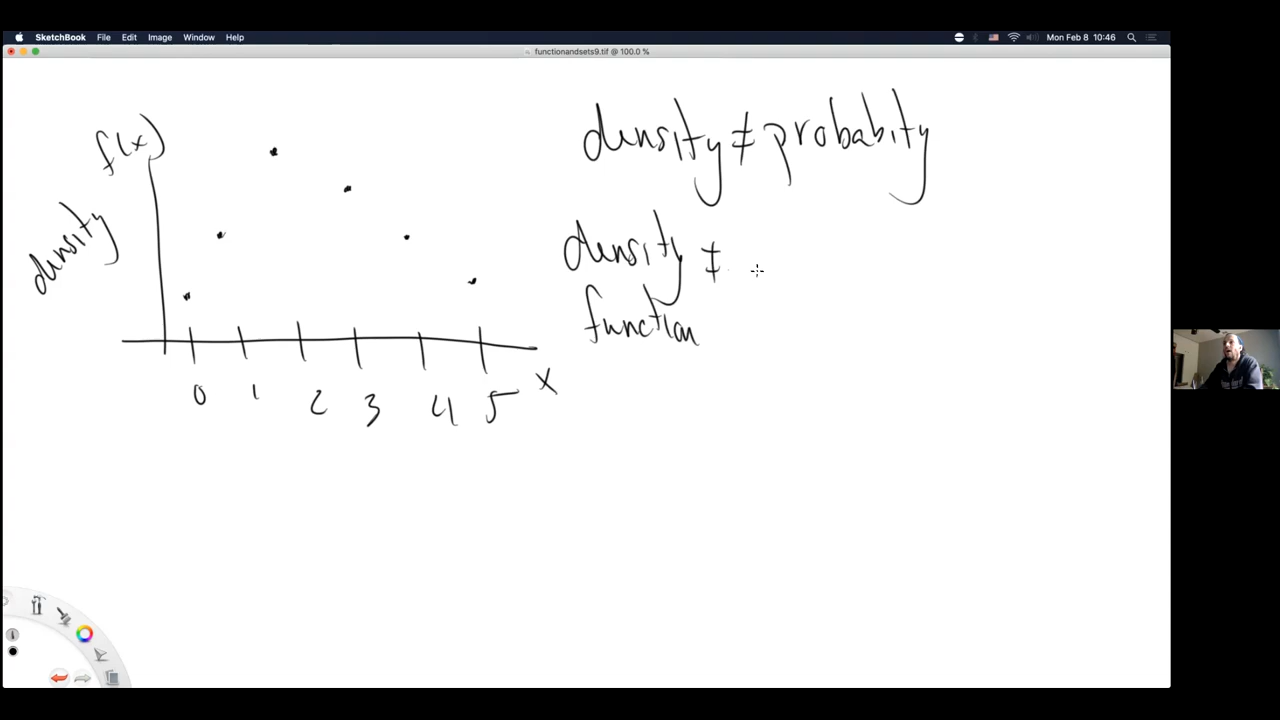 SketchBook File Edit Image Window Help
Mon Feb 8 10:46
functionandsets9.tif @ 100.0 %
f(x)
density
0 1 2 3 4 5 x
density ≠ probabity
density ≠
function